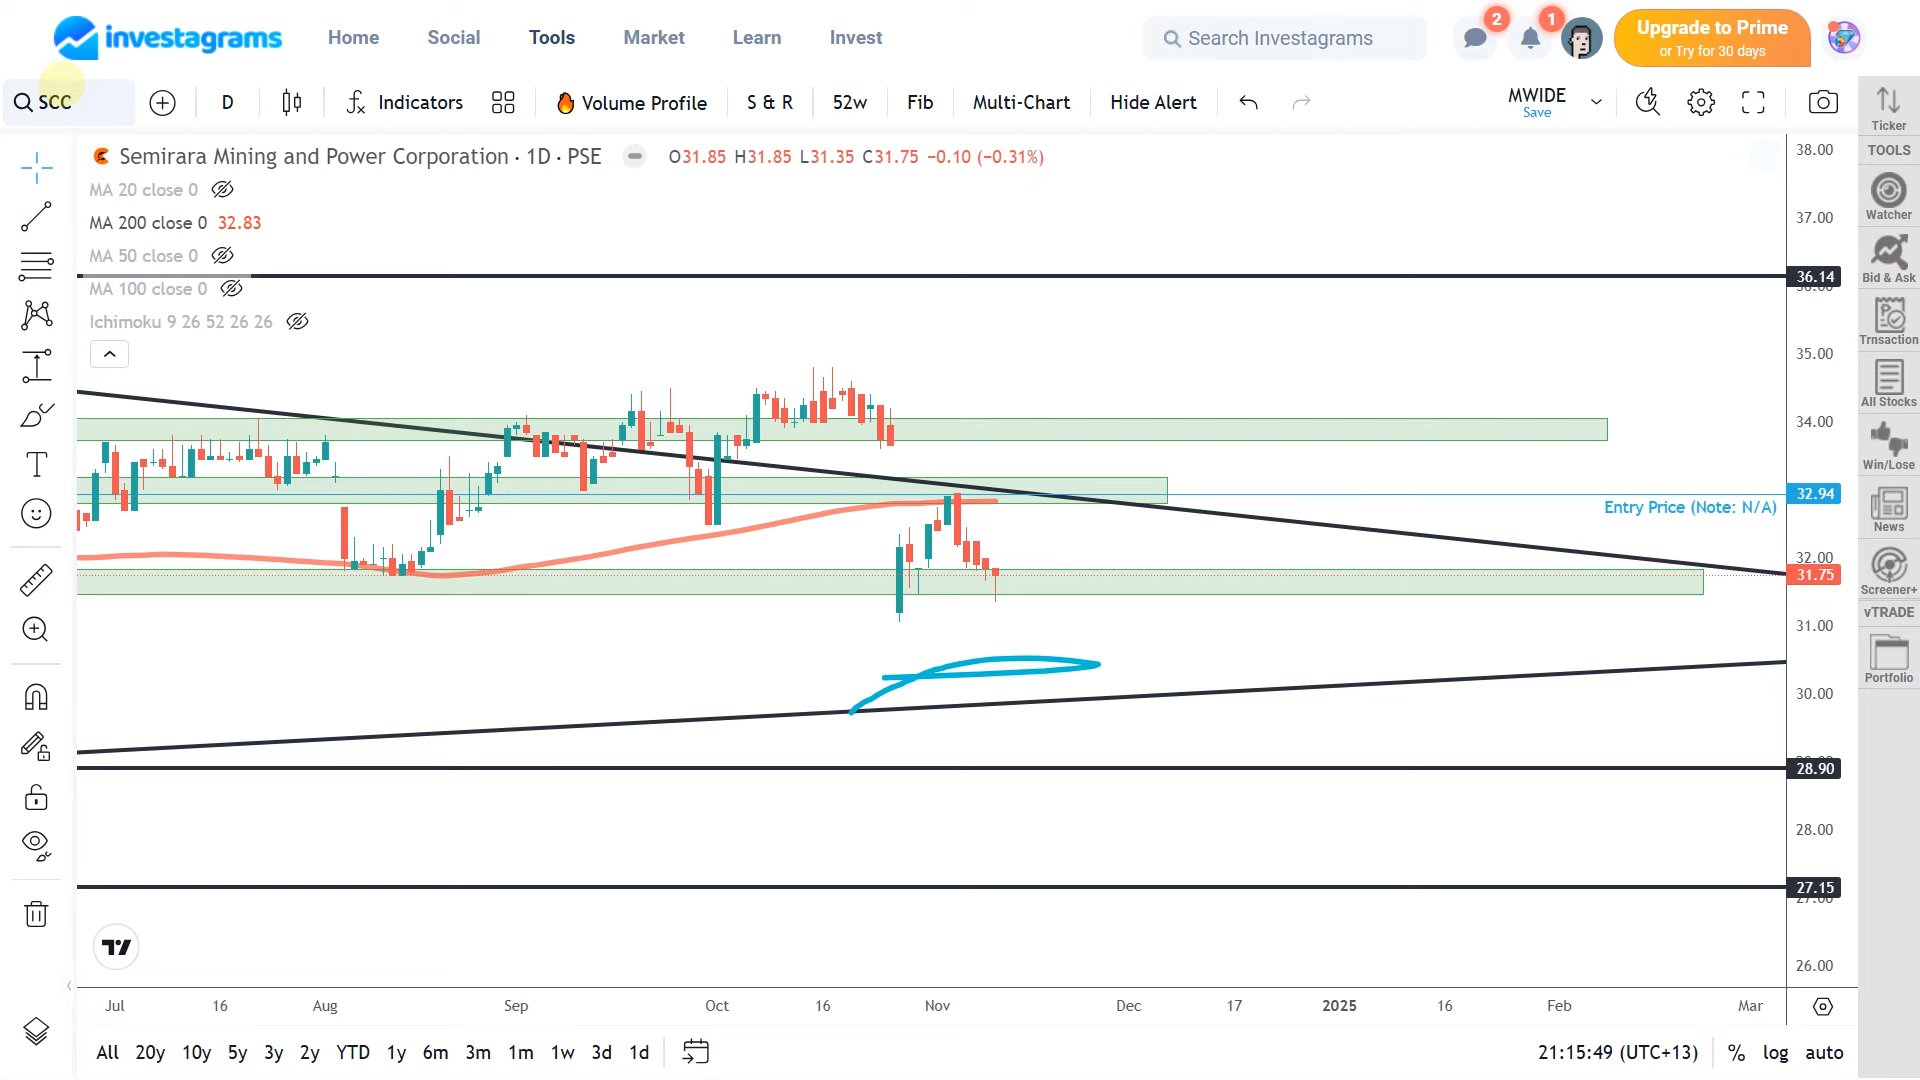 investagrams Home Social Tools Market Learn Invest Search Investagrams 2 1 Upgrade to Prime
or Try for 30 days
SCC D Indicators Volume Profile S & R 52w Fib Multi-Chart Hide Alert MWIDE
Save
Ticker
TOOLS
Watcher
Bid & Ask
Trnsaction
All Stocks
Win/Lose
News
Screener+
vTRADE
Portfolio
Semirara Mining and Power Corporation · 1D · PSE O31.85 H31.85 L31.35 C31.75 −0.10 (−0.31%)
MA 20 close 0
MA 200 close 0 32.83
MA 50 close 0
MA 100 close 0
Ichimoku 9 26 52 26 26
38.00
37.00
36.14
35.00
34.00
32.94
Entry Price (Note: N/A)
32.00
31.75
31.00
30.00
28.90
28.00
27.15
26.00
Jul 16 Aug Sep Oct 16 Nov Dec 17 2025 16 Feb Mar
All 20y 10y 5y 3y 2y YTD 1y 6m 3m 1m 1w 3d 1d 21:15:49 (UTC+13) % log auto